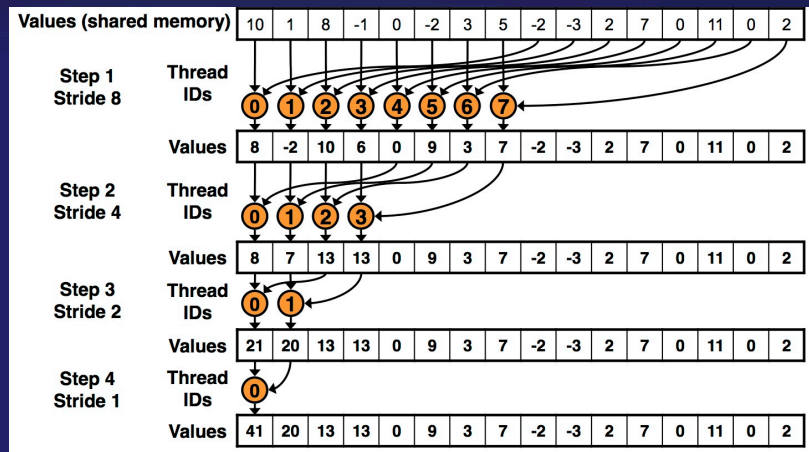 Values (shared memory) 10 1 8 -1 0 -2 3 5 -2 -3 2 7 0 11 0 2
Step 1 Stride 8 Thread IDs 0 1 2 3 4 5 6 7
Values 8 -2 10 6 0 9 3 7 -2 -3 2 7 0 11 0 2
Step 2 Stride 4 Thread IDs 0 1 2 3
Values 8 7 13 13 0 9 3 7 -2 -3 2 7 0 11 0 2
Step 3 Stride 2 Thread IDs 0 1
Values 21 20 13 13 0 9 3 7 -2 -3 2 7 0 11 0 2
Step 4 Stride 1 Thread IDs 0
Values 41 20 13 13 0 9 3 7 -2 -3 2 7 0 11 0 2